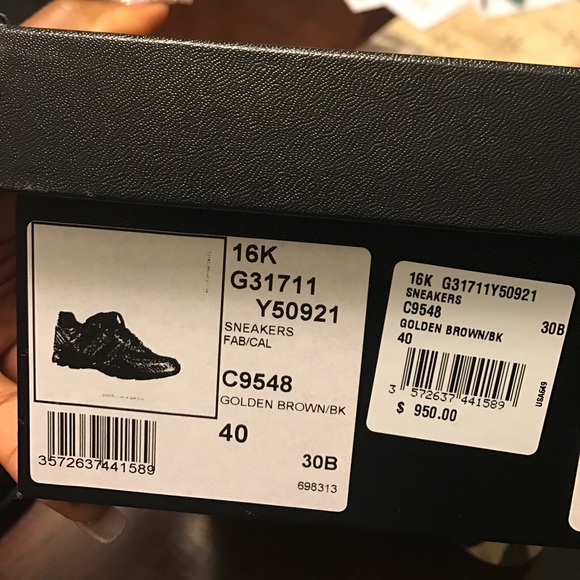 16K
G31711
Y50921
SNEAKERS
FAB/CAL
C9548
GOLDEN BROWN/BK
40
30B
698313
3572637441589
16K G31711Y50921
SNEAKERS
C9548
GOLDEN BROWN/BK 30B
40
3 572637 441589
USA649
$ 950.00